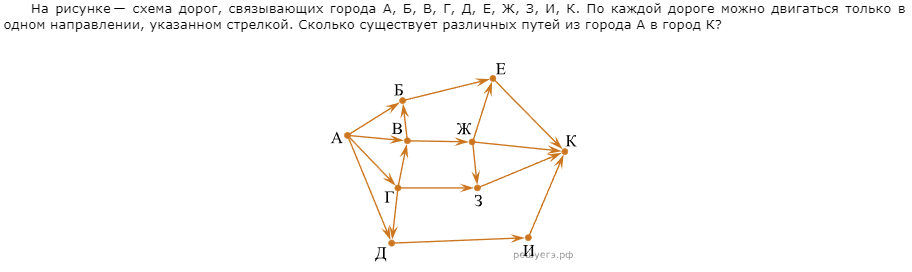 На рисунке — схема дорог, связывающих города А, Б, В, Г, Д, Е, Ж, З, И, К. По каждой дороге можно двигаться только в
одном направлении, указанном стрелкой. Сколько существует различных путей из города А в город К?
Е
Б
В
Ж
А
К
Г
З
Д
И
решуегэ.рф